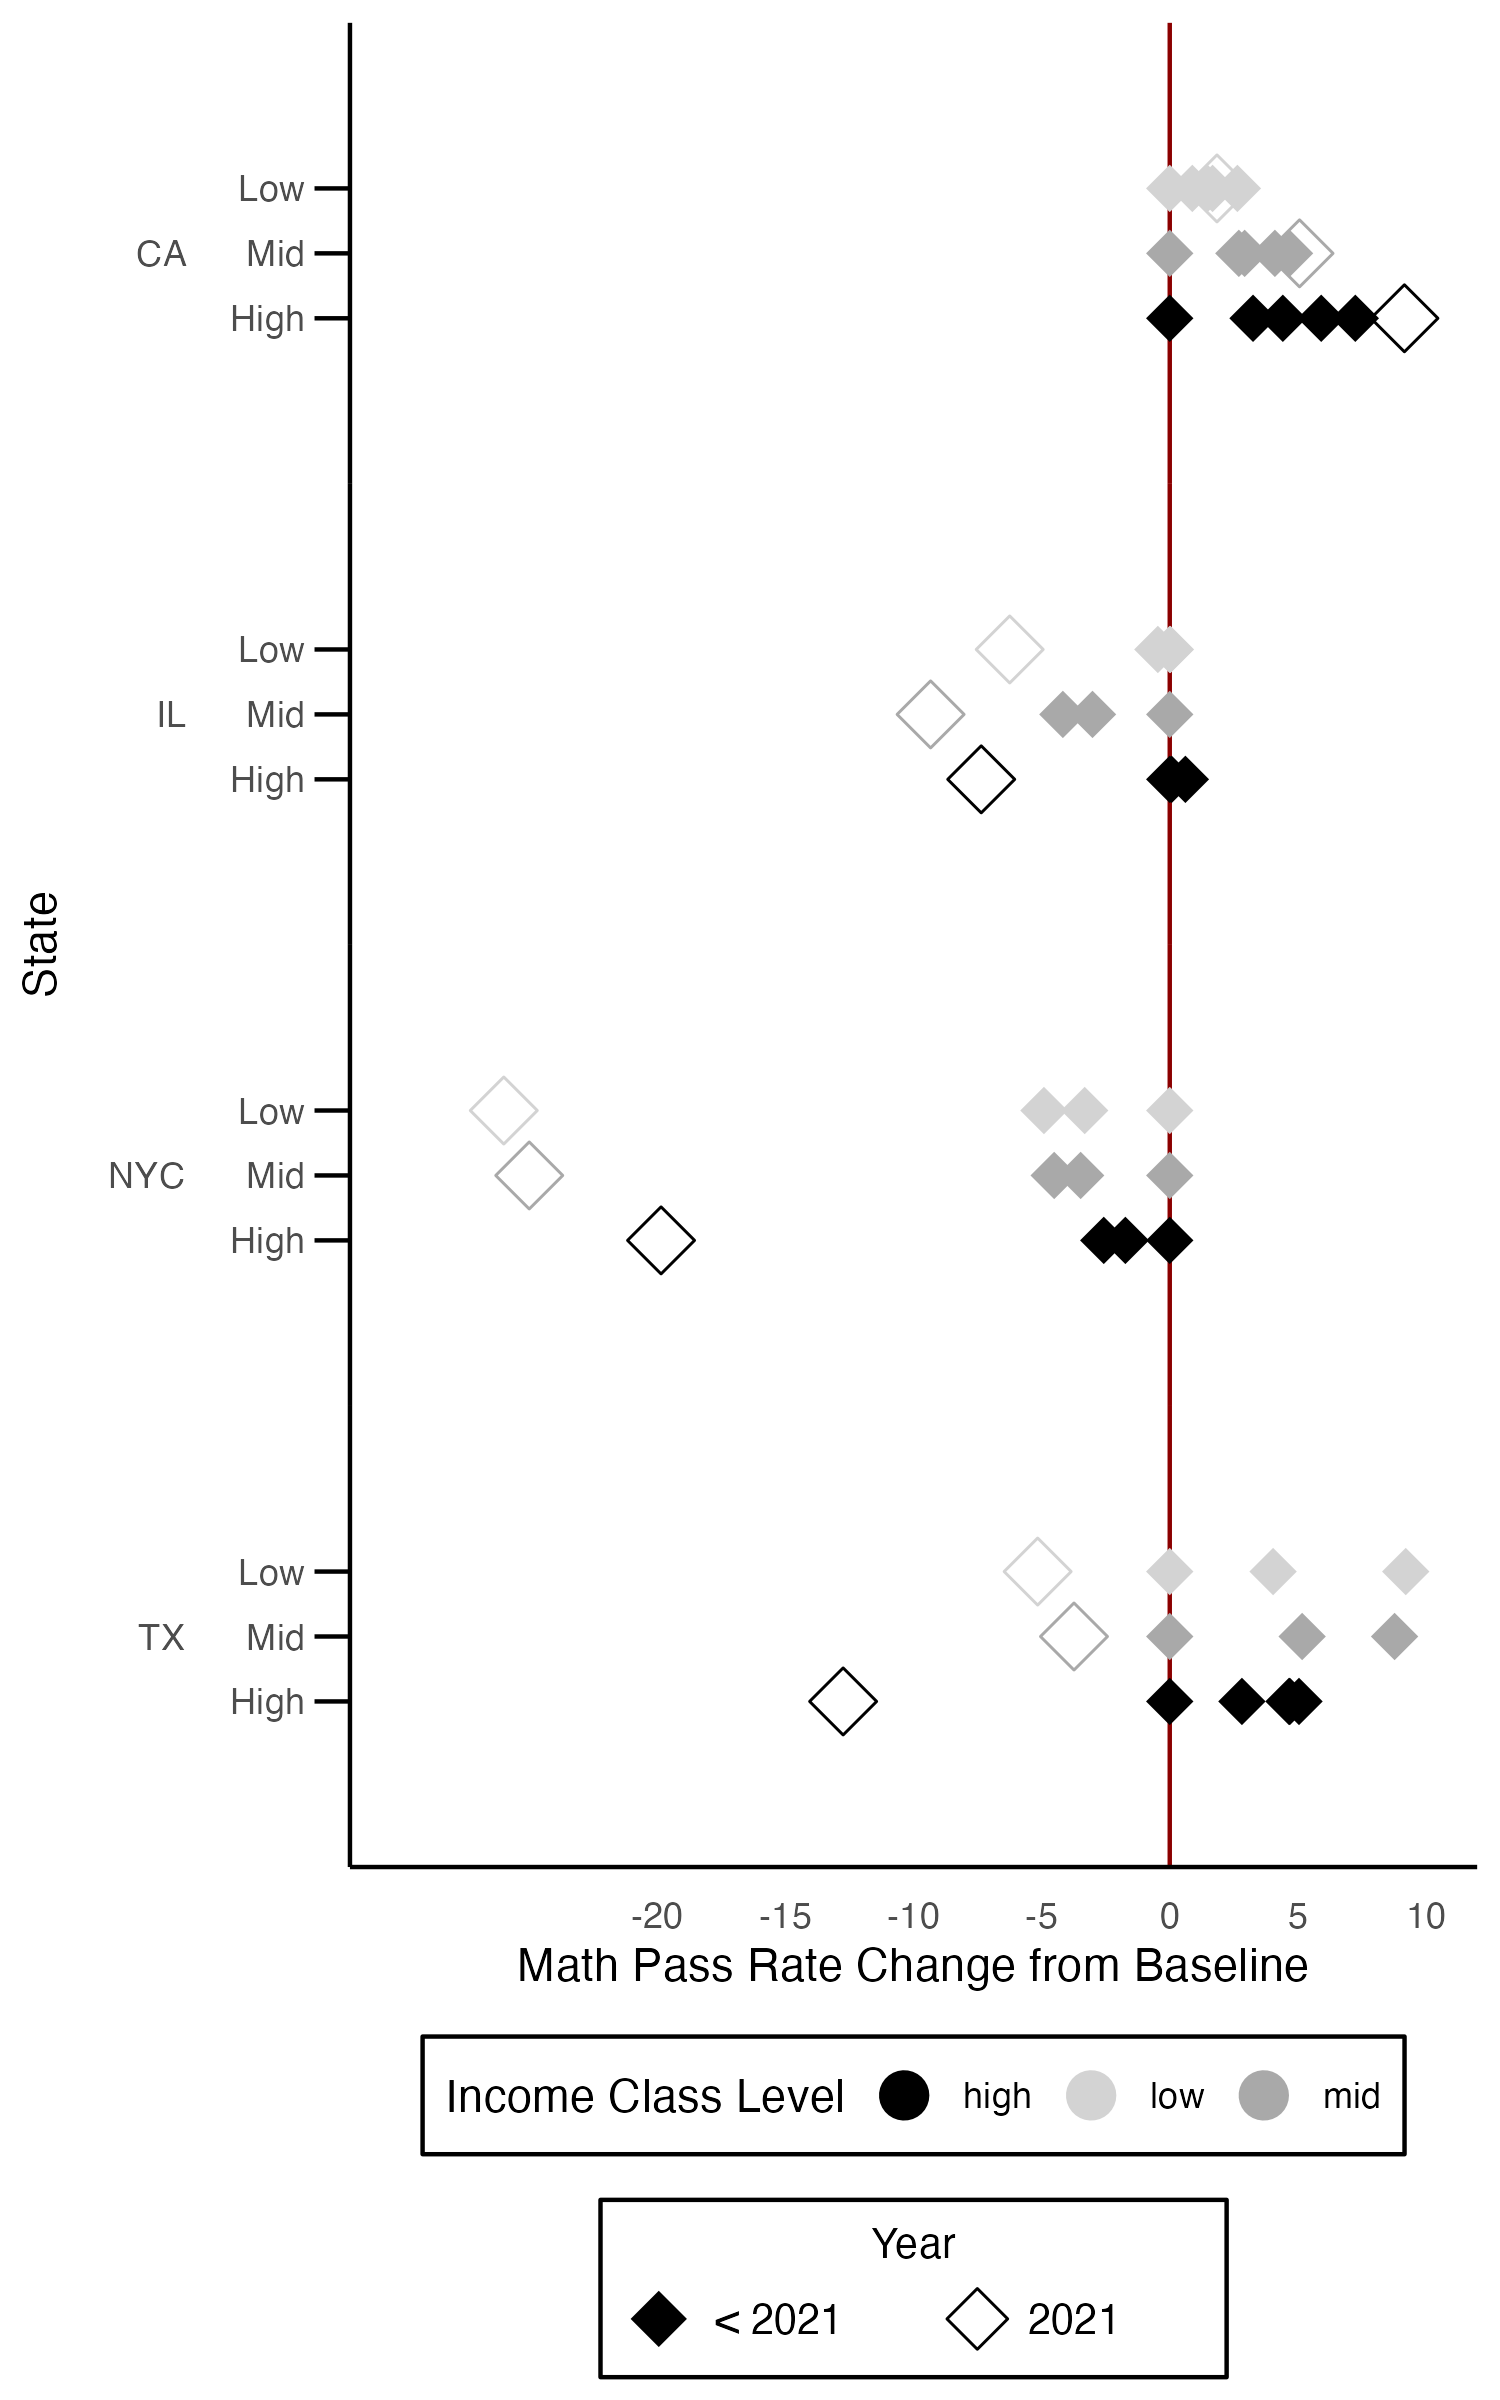 Low
CA Mid
High
Low
IL Mid
High
State
Low
NYC Mid
High
Low
TX Mid
High
-20 -15 -10 -5 0 5 10
Math Pass Rate Change from Baseline
Income Class Level high low mid
Year
< 2021 2021